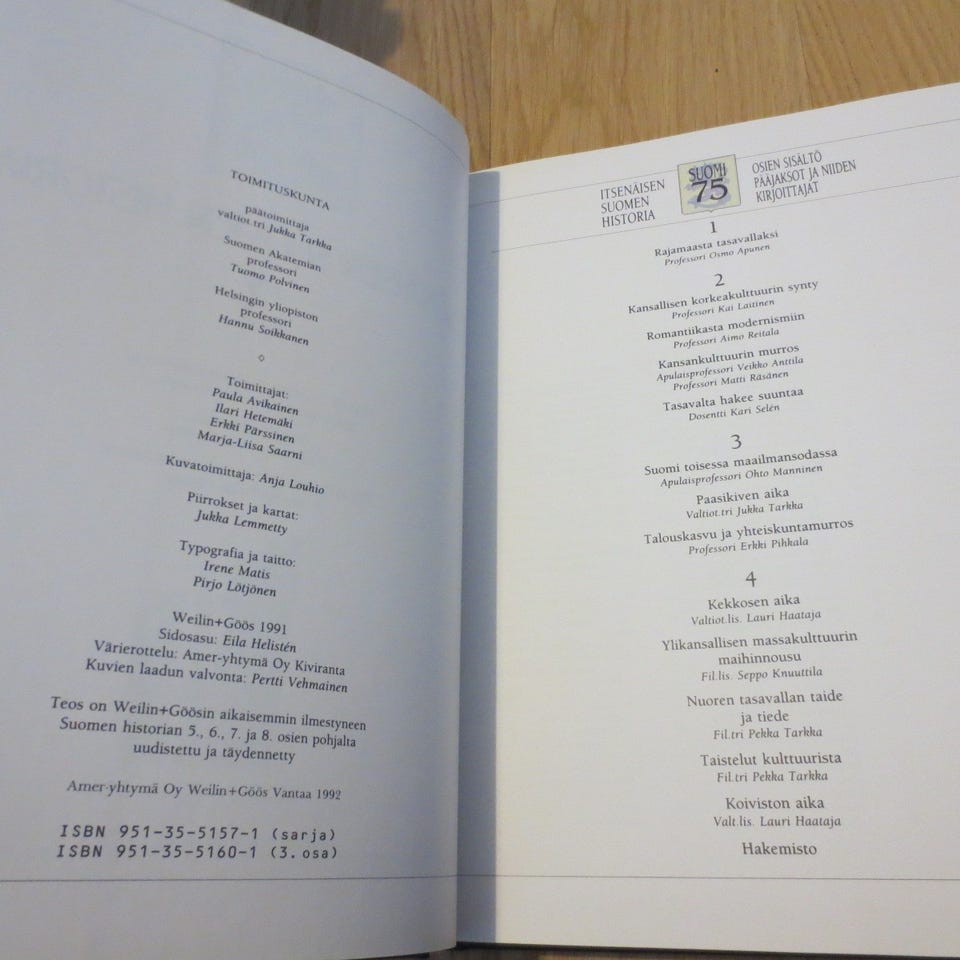 TOIMITUSKUNTA
päätoimittaja
valtiot.tri Jukka Tarkka
Suomen Akatemian
professori
Tuomo Polvinen
Helsingin yliopiston
professori
Hannu Soikkanen
Toimittajat:
Paula Avikainen
Ilari Hetemäki
Erkki Pärssinen
Marja-Liisa Saarni
Kuvatoimittaja: Anja Louhio
Piirrokset ja kartat:
Jukka Lemmetty
Typografia ja taitto:
Irene Matis
Pirjo Lötjönen
Weilin+Göös 1991
Sidosasu: Eila Helistén
Värierottelu: Amer-yhtymä Oy Kiviranta
Kuvien laadun valvonta: Pertti Vehmainen
Teos on Weilin+Göösin aikaisemmin ilmestyneen
Suomen historian 5., 6., 7. ja 8. osien pohjalta
uudistettu ja täydennetty
Amer-yhtymä Oy Weilin+Göös Vantaa 1992
ISBN 951-35-5157-1 (sarja)
ISBN 951-35-5160-1 (3. osa)
ITSENÄISEN
SUOMEN
HISTORIA
SUOMI
75
OSIEN SISÄLTÖ
PÄÄJAKSOT JA NIIDEN
KIRJOITTAJAT
1
Rajamaasta tasavallaksi
Professori Osmo Apunen
2
Kansallisen korkeakulttuurin synty
Professori Kai Laitinen
Romantiikasta modernismiin
Professori Aimo Reitala
Kansankulttuurin murros
Apulaisprofessori Veikko Anttila
Professori Matti Räsänen
Tasavalta hakee suuntaa
Dosentti Kari Selén
3
Suomi toisessa maailmansodassa
Apulaisprofessori Ohto Manninen
Paasikiven aika
Valtiot.tri Jukka Tarkka
Talouskasvu ja yhteiskuntamurros
Professori Erkki Pihkala
4
Kekkosen aika
Valtiot.lis. Lauri Haataja
Ylikansallisen massakulttuurin
maihinnousu
Fil.lis. Seppo Knuuttila
Nuoren tasavallan taide
ja tiede
Fil.tri Pekka Tarkka
Taistelut kulttuurista
Fil.tri Pekka Tarkka
Koiviston aika
Valt.lis. Lauri Haataja
Hakemisto